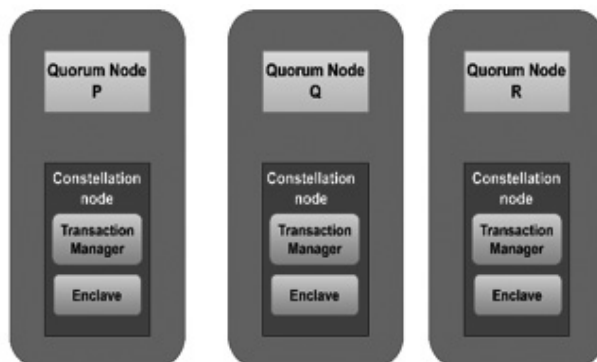 Quorum Node
P
Constellation
node
Transaction
Manager
Enclave
Quorum Node
Q
Constellation
node
Transaction
Manager
Enclave
Quorum Node
R
Constellation
node
Transaction
Manager
Enclave